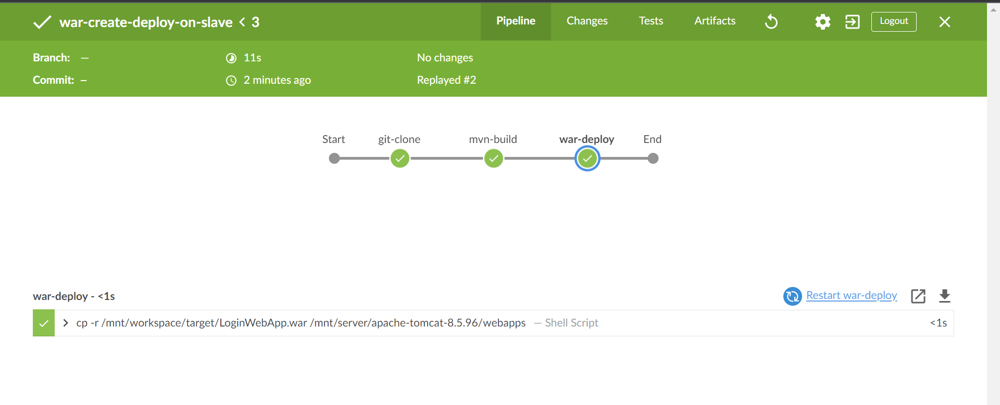 war-create-deploy-on-slave < 3
Pipeline Changes Tests Artifacts Logout
Branch: — 11s No changes
Commit: – 2 minutes ago Replayed #2
Start git-clone mvn-build war-deploy End
war-deploy - <1s Restart war-deploy
cp -r /mnt/workspace/target/LoginWebApp.war /mnt/server/apache-tomcat-8.5.96/webapps — Shell Script <1s